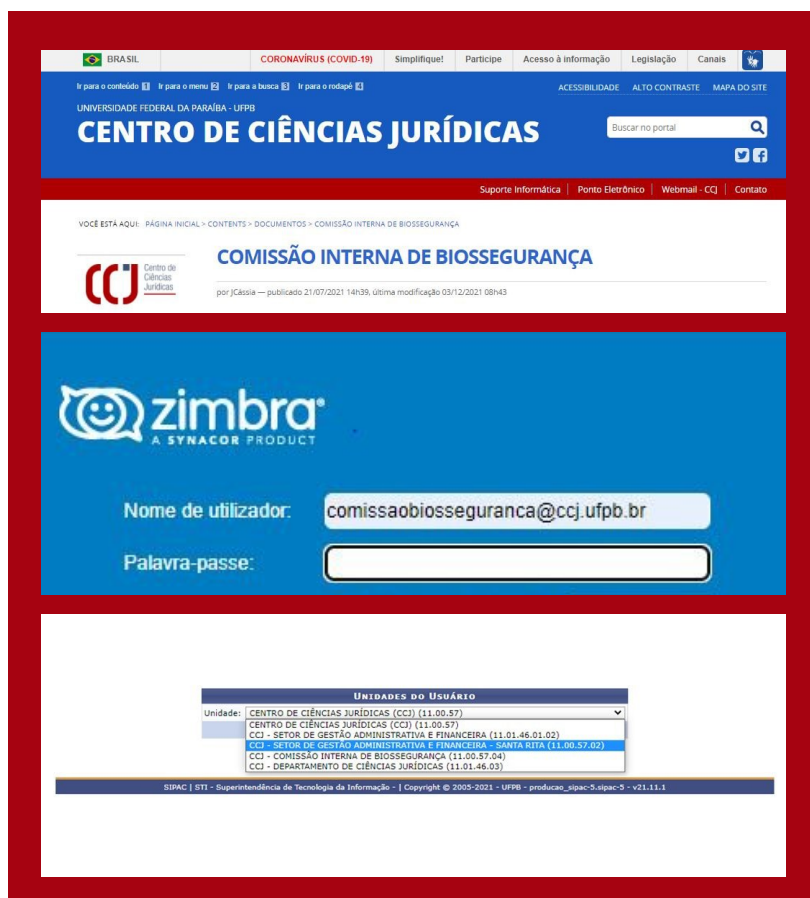 BRASIL CORONAVÍRUS (COVID-19) Simplifique! Participe Acesso à informação Legislação Canais
Ir para o conteúdo 1 Ir para o menu 2 Ir para a busca 3 Ir para o rodapé 4 ACESSIBILIDADE ALTO CONTRASTE MAPA DO SITE
UNIVERSIDADE FEDERAL DA PARAÍBA - UFPB
CENTRO DE CIÊNCIAS JURÍDICAS
Buscar no portal
Suporte Informática | Ponto Eletrônico | Webmail - CCJ | Contato
VOCÊ ESTÁ AQUI: PÁGINA INICIAL > CONTENTS > DOCUMENTOS > COMISSÃO INTERNA DE BIOSSEGURANÇA
CCJ Centro de
Ciências
Jurídicas
COMISSÃO INTERNA DE BIOSSEGURANÇA
por JCássia — publicado 21/07/2021 14h39, última modificação 03/12/2021 08h43
zimbra®
A SYNACOR PRODUCT
Nome de utilizador: comissaobiosseguranca@ccj.ufpb.br
Palavra-passe:
UNIDADES DO USUÁRIO
Unidade: CENTRO DE CIÊNCIAS JURÍDICAS (CCJ) (11.00.57)
CENTRO DE CIÊNCIAS JURÍDICAS (CCJ) (11.00.57)
CCJ - SETOR DE GESTÃO ADMINISTRATIVA E FINANCEIRA (11.01.46.01.02)
CCJ - SETOR DE GESTÃO ADMINISTRATIVA E FINANCEIRA - SANTA RITA (11.00.57.02)
CCJ - COMISSÃO INTERNA DE BIOSSEGURANÇA (11.00.57.04)
CCJ - DEPARTAMENTO DE CIÊNCIAS JURÍDICAS (11.01.46.03)
SIPAC | STI - Superintendência de Tecnologia da Informação - | Copyright © 2005-2021 - UFPB - producao_sipac-5.sipac-5 - v21.11.1